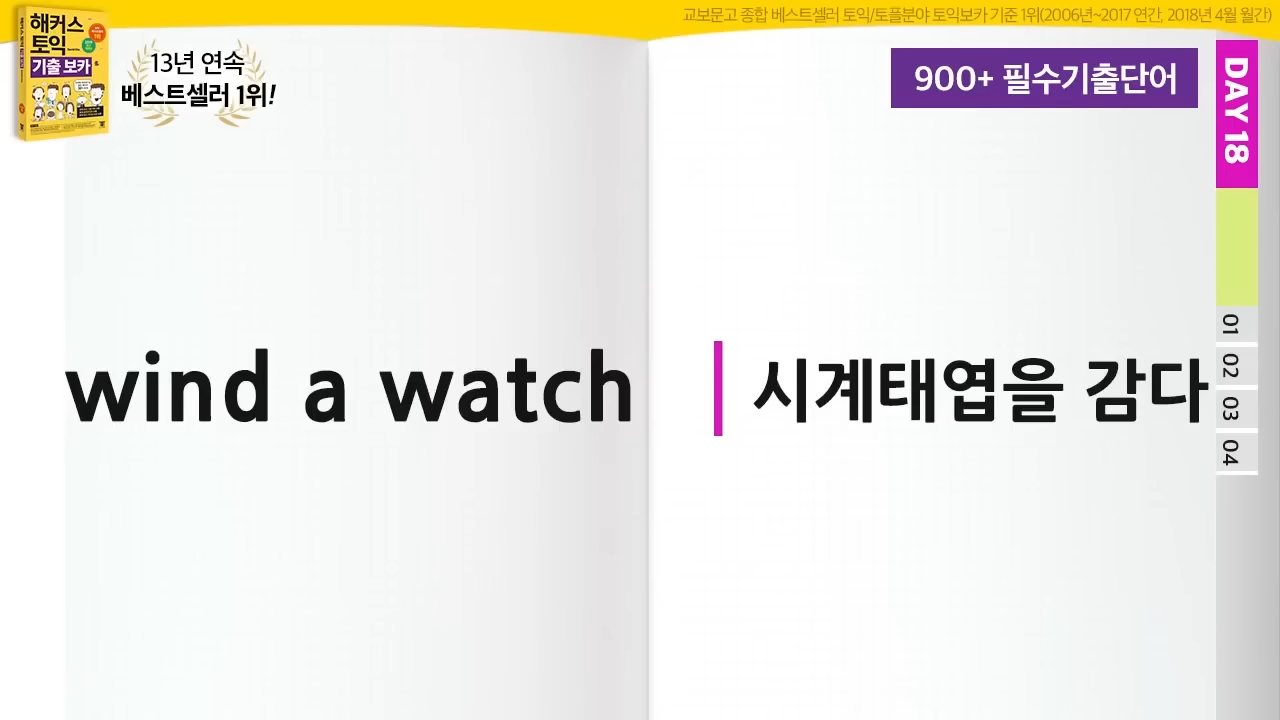 교보문고 종합 베스트셀러 토익/토플분야 토익보카 기준 1위(2006년~2017 연간, 2018년 4월 월간)
해커스
토익
기출 보카
13년 연속
베스트셀러 1위!
900+ 필수기출단어
DAY 18
wind a watch
시계태엽을 감다
01
02
03
04